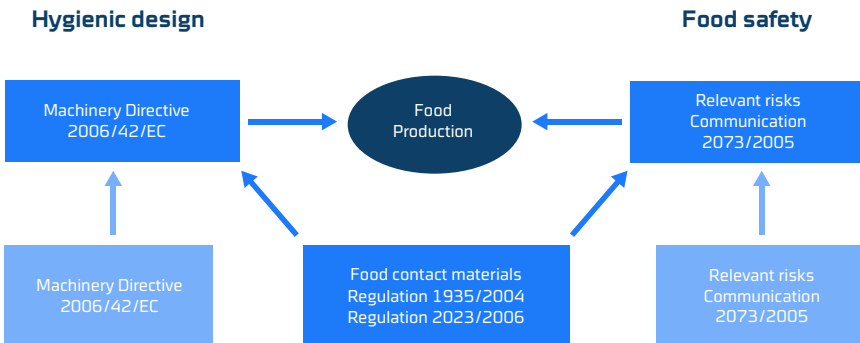 Hygienic design
Food safety
Machinery Directive
2006/42/EC
Food
Production
Relevant risks
Communication
2073/2005
Machinery Directive
2006/42/EC
Food contact materials
Regulation 1935/2004
Regulation 2023/2006
Relevant risks
Communication
2073/2005